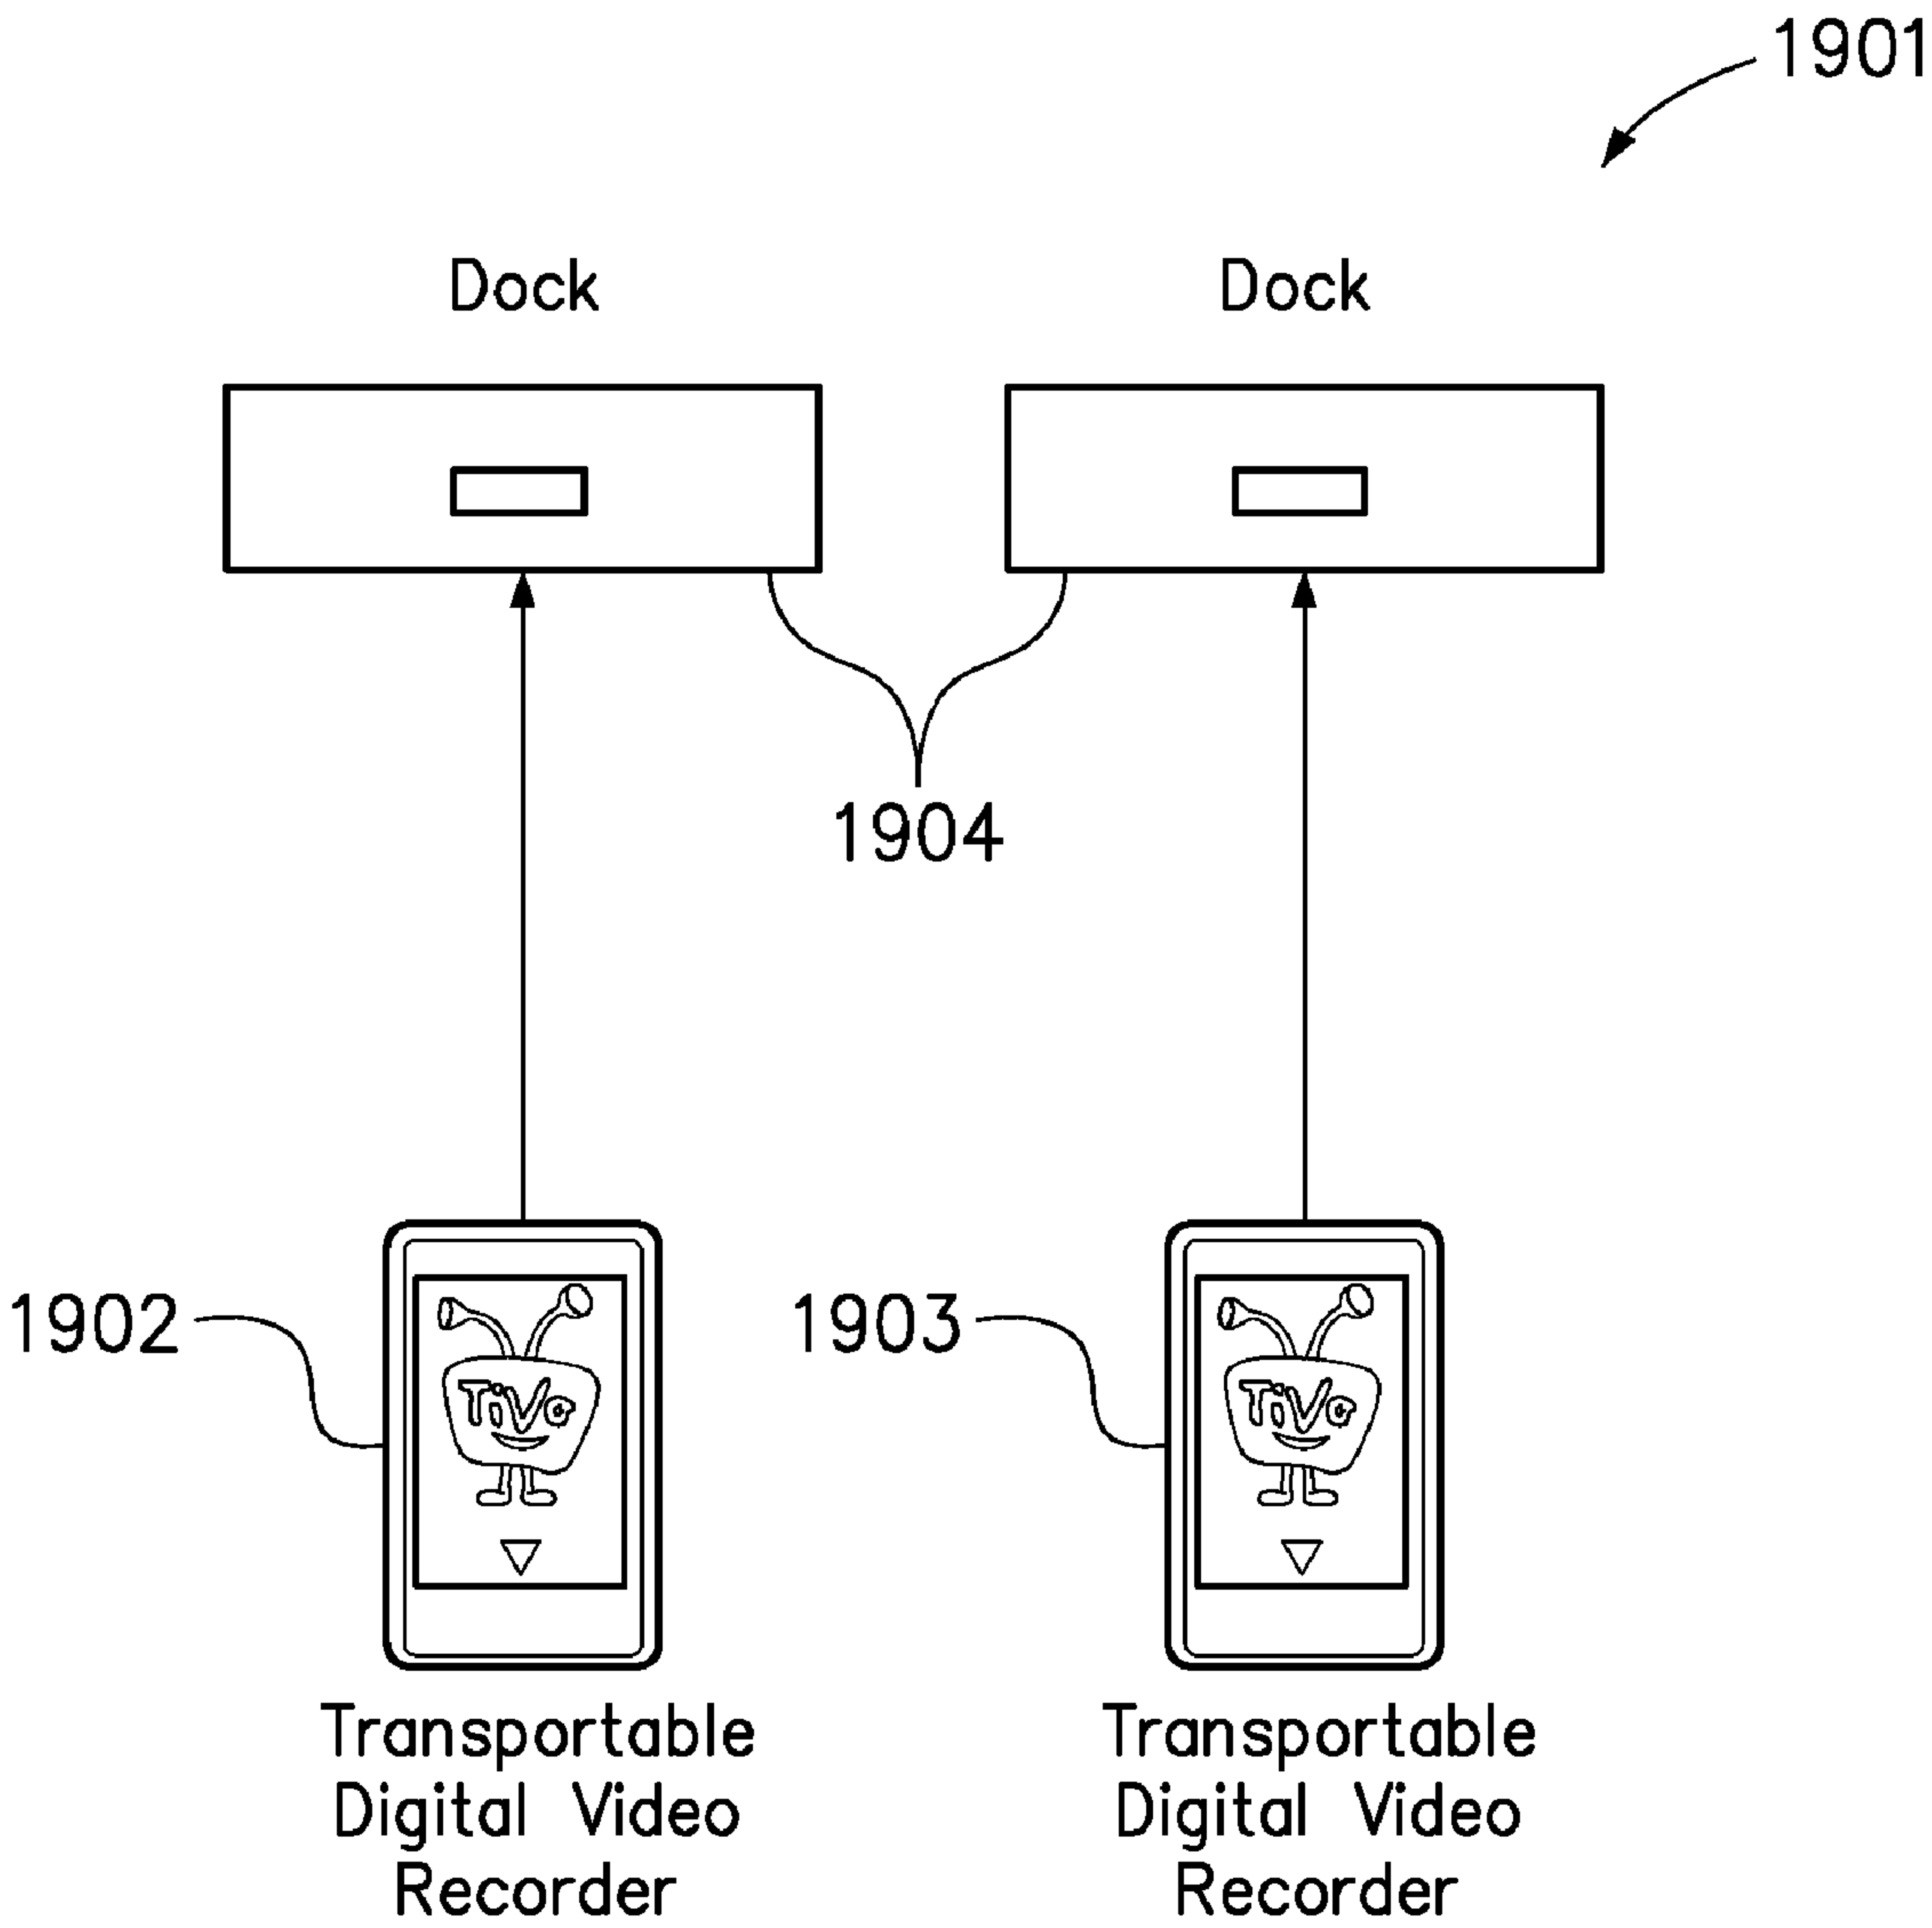 1901
Dock
Dock
1904
1902
1903
TiVo
TiVo
Transportable
Digital Video
Recorder
Transportable
Digital Video
Recorder